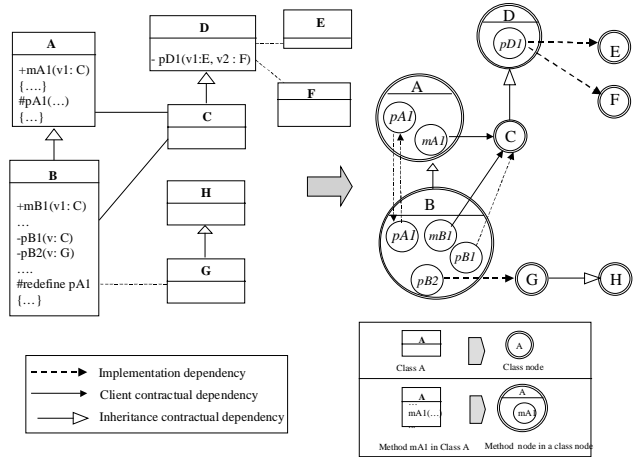 A
+mA1(v1: C)
{….}
#pA1(…)
{…}
D
- pD1(v1:E, v2 : F)
E
F
C
B
+mB1(v1: C)
…
-pB1(v: C)
-pB2(v: G)
….
#redefine pA1
{…}
H
G
D
pD1
E
F
A
pA1
mA1
C
B
pA1
mB1
pB1
pB2
G
H
Implementation dependency
Client contractual dependency
Inheritance contractual dependency
A
Class A
A
Class node
A
…
mA1(…)
...
Method mA1 in Class A
A
mA1
Method node in a class node